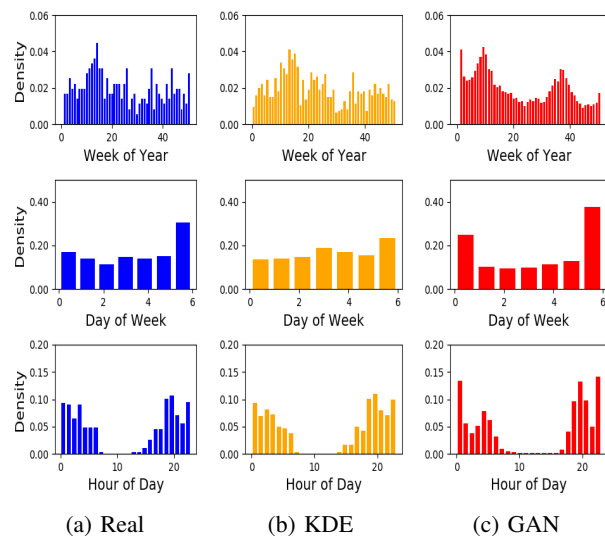 0.06
0.04
0.02
0.00
Density
0 20 40
Week of Year
0.06
0.04
0.02
0.00
0 20 40
Week of Year
0.06
0.04
0.02
0.00
0 20 40
Week of Year
0.40
0.20
0.00
Density
0 2 4 6
Day of Week
0.40
0.20
0.00
0 2 4 6
Day of Week
0.40
0.20
0.00
0 2 4 6
Day of Week
0.20
0.15
0.10
0.05
0.00
Density
0 10 20
Hour of Day
0.20
0.15
0.10
0.05
0.00
0 10 20
Hour of Day
0.20
0.15
0.10
0.05
0.00
0 10 20
Hour of Day
(a) Real
(b) KDE
(c) GAN